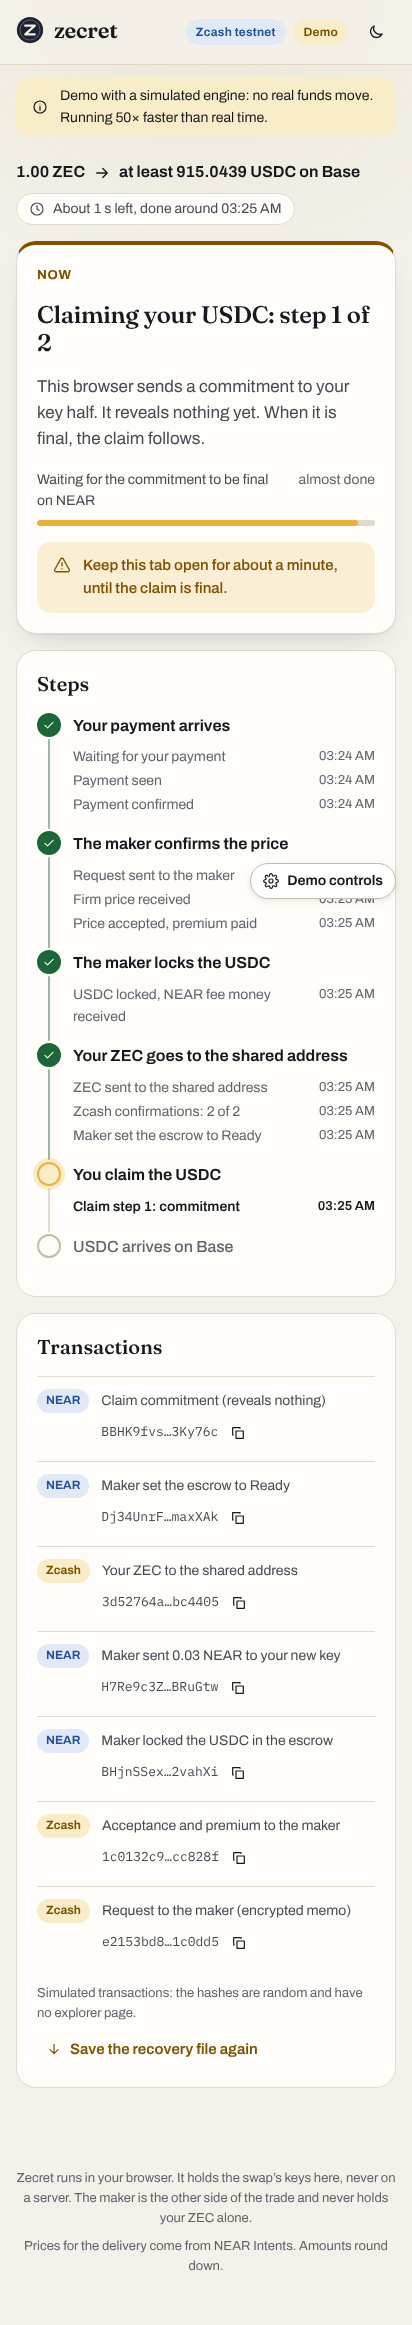 zecret
Zcash testnet
Demo
Demo with a simulated engine: no real funds move.
Running 50× faster than real time.
1.00 ZEC → at least 915.0439 USDC on Base
About 1 s left, done around 03:25 AM
NOW
Claiming your USDC: step 1 of
2
This browser sends a commitment to your
key half. It reveals nothing yet. When it is
final, the claim follows.
Waiting for the commitment to be final
on NEAR
almost done
Keep this tab open for about a minute,
until the claim is final.
Steps
Your payment arrives
Waiting for your payment 03:24 AM
Payment seen 03:24 AM
Payment confirmed 03:24 AM
The maker confirms the price
Request sent to the maker
Demo controls
Firm price received 03:25 AM
Price accepted, premium paid 03:25 AM
The maker locks the USDC
USDC locked, NEAR fee money 03:25 AM
received
Your ZEC goes to the shared address
ZEC sent to the shared address 03:25 AM
Zcash confirmations: 2 of 2 03:25 AM
Maker set the escrow to Ready 03:25 AM
You claim the USDC
Claim step 1: commitment 03:25 AM
USDC arrives on Base
Transactions
NEAR Claim commitment (reveals nothing)
BBHK9fvs…3Ky76c
NEAR Maker set the escrow to Ready
Dj34UnrF…maxXAk
Zcash Your ZEC to the shared address
3d52764a…bc4405
NEAR Maker sent 0.03 NEAR to your new key
H7Re9c3Z…BRuGtw
NEAR Maker locked the USDC in the escrow
BHjnSSex…2vahXi
Zcash Acceptance and premium to the maker
1c0132c9…cc828f
Zcash Request to the maker (encrypted memo)
e2153bd8…1c0dd5
Simulated transactions: the hashes are random and have
no explorer page.
Save the recovery file again
Zecret runs in your browser. It holds the swap's keys here, never on
a server. The maker is the other side of the trade and never holds
your ZEC alone.
Prices for the delivery come from NEAR Intents. Amounts round
down.